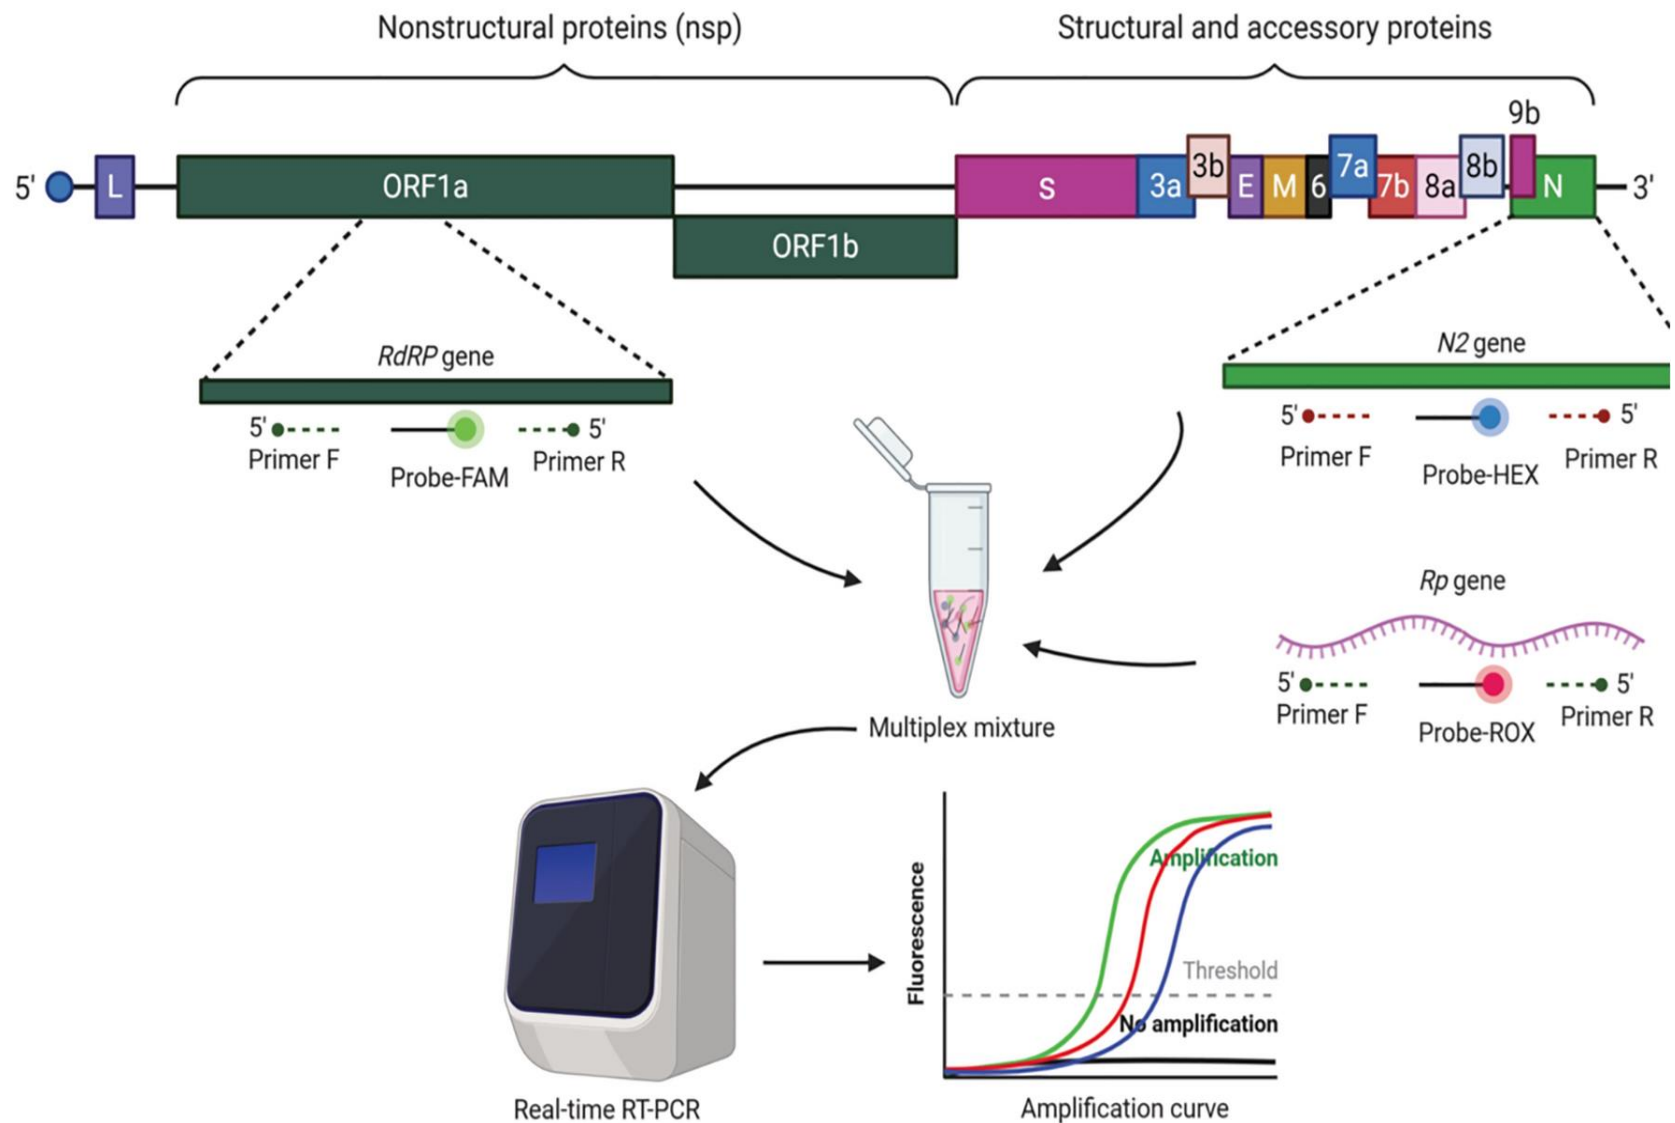 Nonstructural proteins (nsp)
Structural and accessory proteins
9b
5'
L
ORF1a
ORF1b
S
3a
3b
E
M
6
7a
7b
8a
8b
N
3'
RdRP gene
5'
5'
Primer F
Probe-FAM
Primer R
N2 gene
5'
5'
Primer F
Probe-HEX
Primer R
Rp gene
5'
5'
Primer F
Probe-ROX
Primer R
Multiplex mixture
Real-time RT-PCR
Fluorescence
Amplification
Threshold
No amplification
Amplification curve